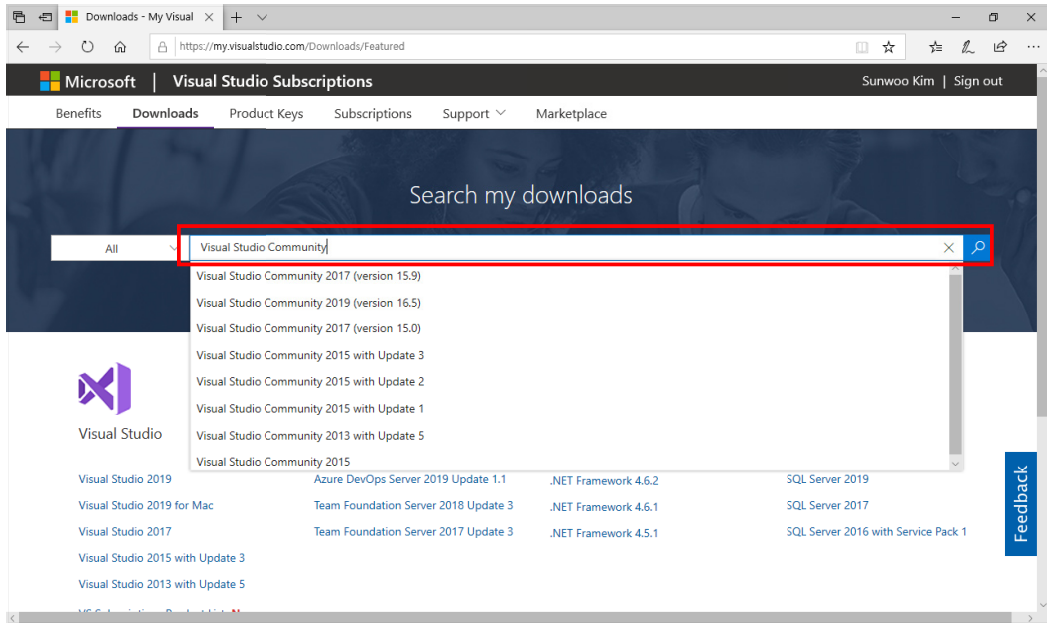 Downloads - My Visual
https://my.visualstudio.com/Downloads/Featured
Microsoft | Visual Studio Subscriptions
Sunwoo Kim | Sign out
Benefits Downloads Product Keys Subscriptions Support Marketplace
Search my downloads
All
Visual Studio Community
Visual Studio Community 2017 (version 15.9)
Visual Studio Community 2019 (version 16.5)
Visual Studio Community 2017 (version 15.0)
Visual Studio Community 2015 with Update 3
Visual Studio Community 2015 with Update 2
Visual Studio Community 2015 with Update 1
Visual Studio Community 2013 with Update 5
Visual Studio Community 2015
Visual Studio
Visual Studio 2019 Azure DevOps Server 2019 Update 1.1 .NET Framework 4.6.2 SQL Server 2019
Visual Studio 2019 for Mac Team Foundation Server 2018 Update 3 .NET Framework 4.6.1 SQL Server 2017
Visual Studio 2017 Team Foundation Server 2017 Update 3 .NET Framework 4.5.1 SQL Server 2016 with Service Pack 1
Visual Studio 2015 with Update 3
Visual Studio 2013 with Update 5
Feedback